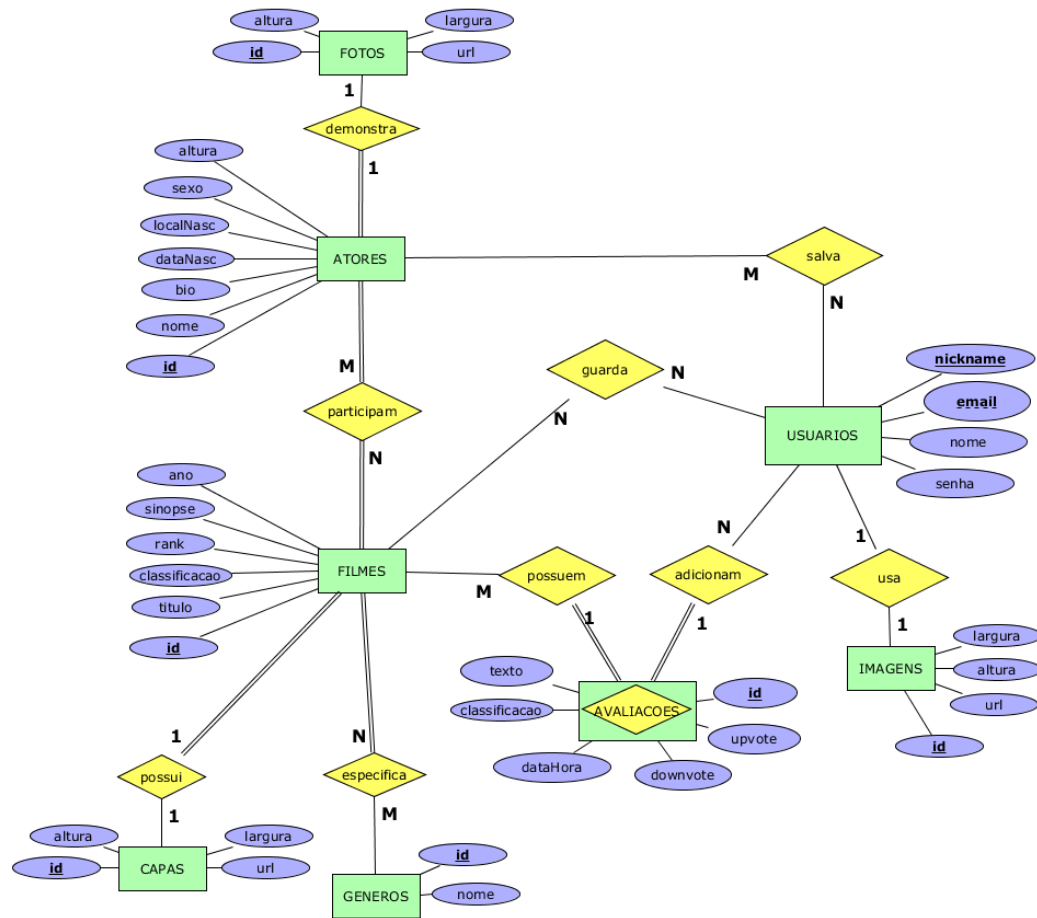 altura
largura
id
FOTOS
url
1
demonstra
altura
1
sexo
localNasc
dataNasc
ATORES
salva
M
bio
N
nome
nickname
id
M
guarda
N
email
participam
N
USUARIOS
nome
N
ano
senha
sinopse
N
1
rank
FILMES
possuem
adicionam
classificacao
M
usa
titulo
1
1
1
id
largura
texto
IMAGENS
altura
id
classificacao
AVALIACOES
url
1
N
upvote
id
dataHora
downvote
possui
especifica
1
M
altura
largura
id
CAPAS
url
id
GENEROS
nome